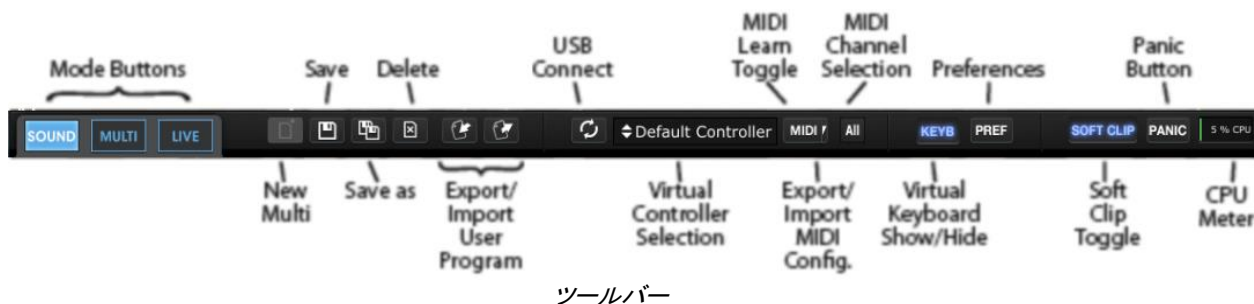 MIDI Learn Toggle
MIDI Channel Selection
Panic Button
USB Connect
Mode Buttons
Save
Delete
Preferences
SOUND
MULTI
LIVE
Default Controller
MIDI
All
KEYB
PREF
SOFT CLIP
PANIC
5 % CPU
New Multi
Save as
Export/ Import User Program
Virtual Controller Selection
Export/ Import MIDI Config.
Virtual Keyboard Show/Hide
Soft Clip Toggle
CPU Meter
ツールバー